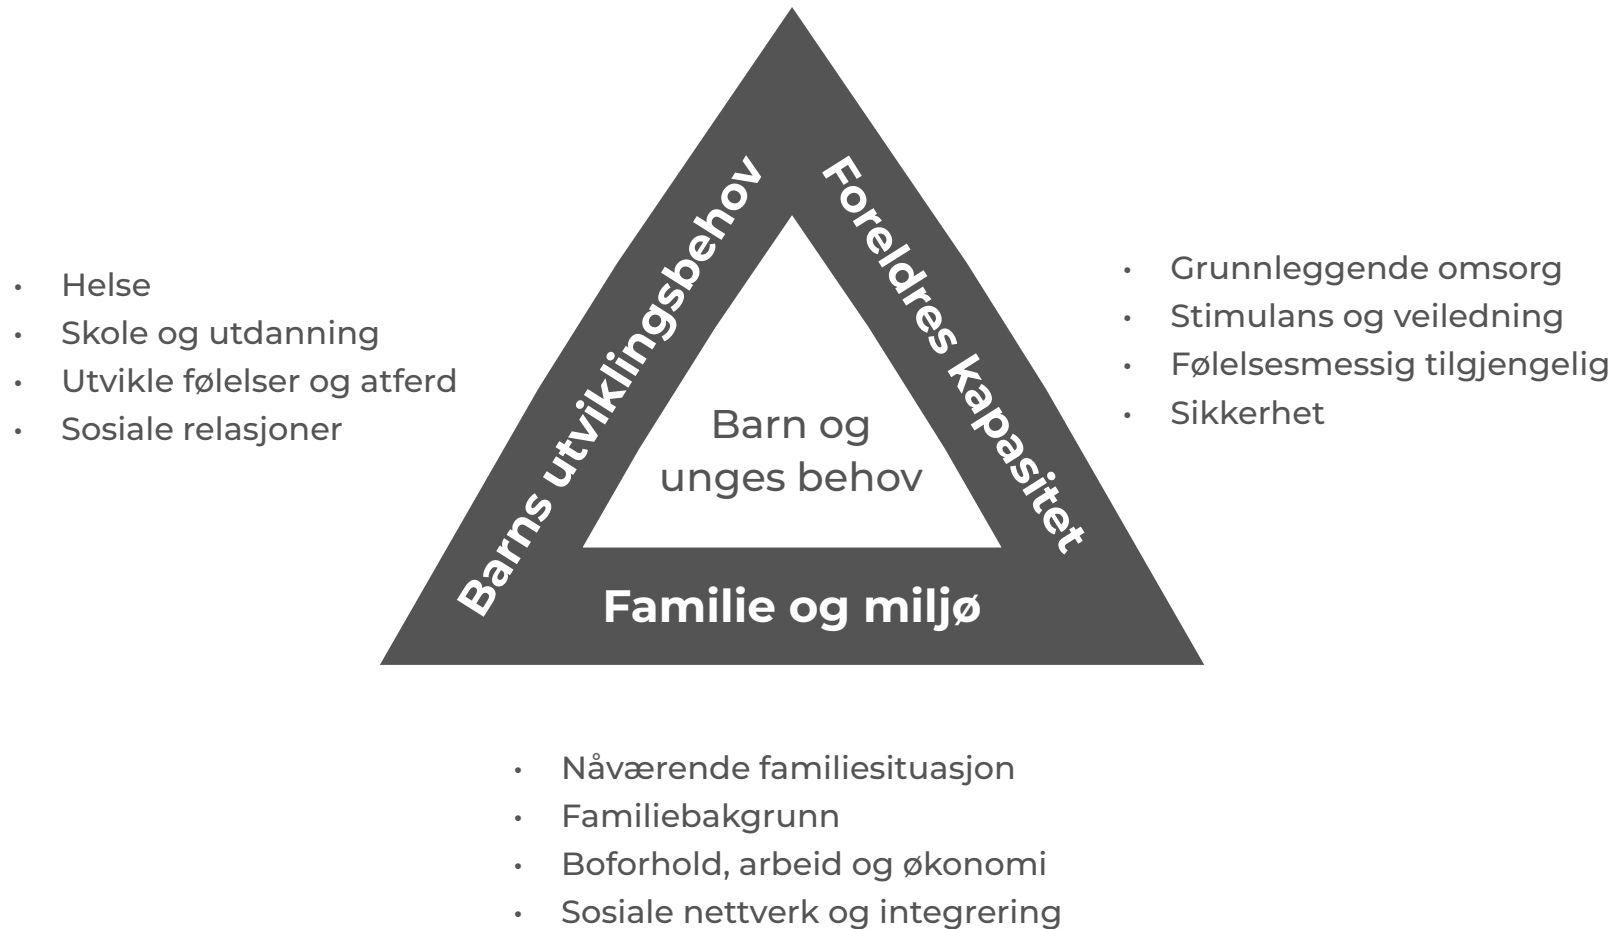 Barns utviklingsbehov
Foreldres kapasitet
Familie og miljø
Barn og
unges behov
• Helse
• Skole og utdanning
• Utvikle følelser og atferd
• Sosiale relasjoner
• Grunnleggende omsorg
• Stimulans og veiledning
• Følelsesmessig tilgjengelig
• Sikkerhet
• Nåværende familiesituasjon
• Familiebakgrunn
• Boforhold, arbeid og økonomi
• Sosiale nettverk og integrering